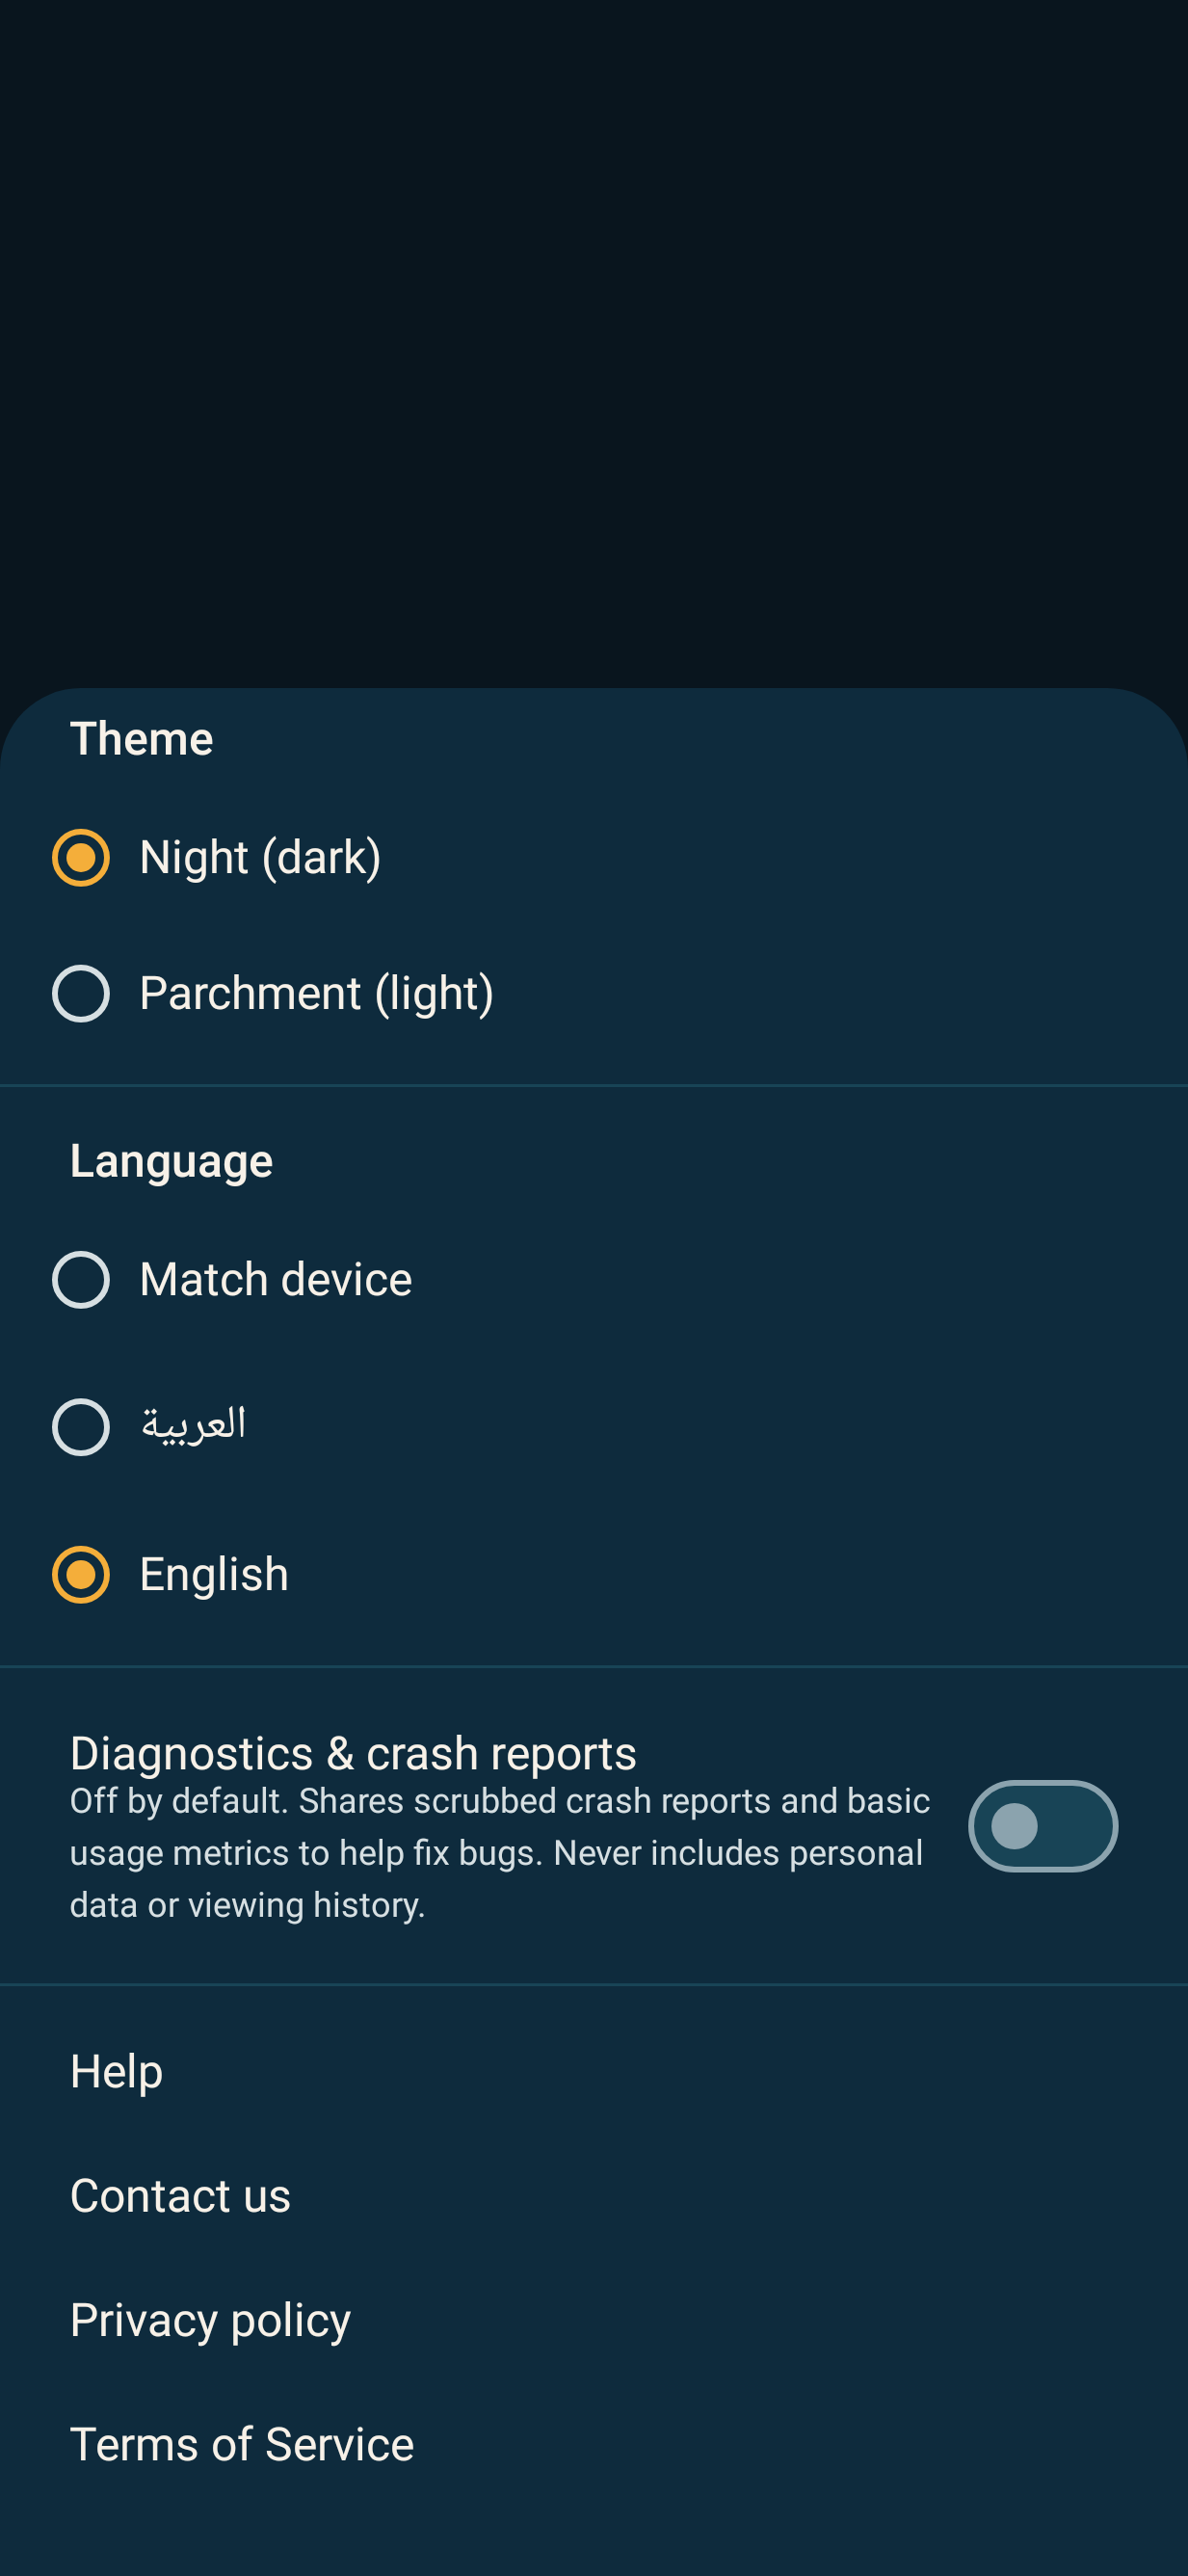 Theme
Night (dark)
Parchment (light)
Language
Match device
العربية
English
Diagnostics & crash reports
Off by default. Shares scrubbed crash reports and basic
usage metrics to help fix bugs. Never includes personal
data or viewing history.
Help
Contact us
Privacy policy
Terms of Service